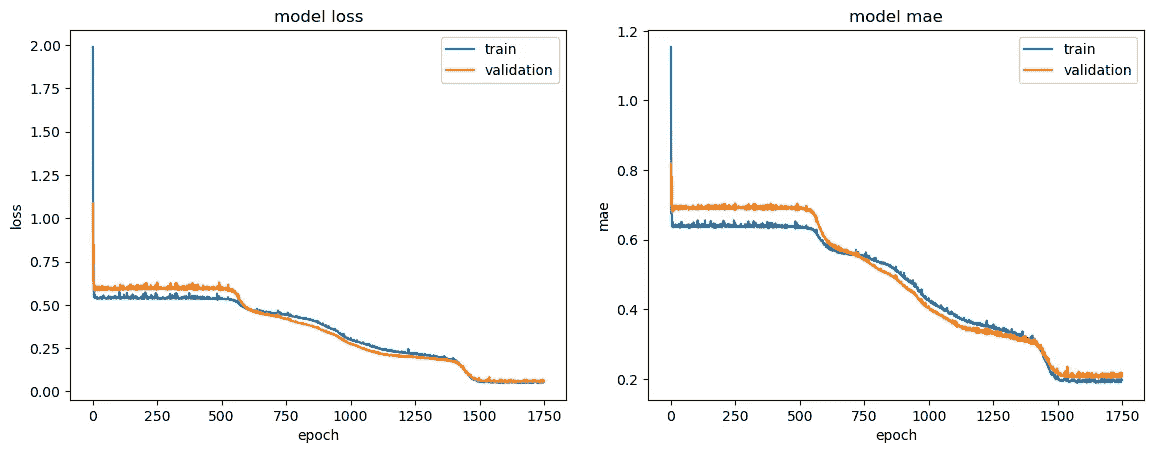 model loss
train
validation
2.00
1.75
1.50
1.25
1.00
0.75
0.50
0.25
0.00
loss
0 250 500 750 1000 1250 1500 1750
epoch
model mae
train
validation
1.2
1.0
0.8
0.6
0.4
0.2
mae
0 250 500 750 1000 1250 1500 1750
epoch